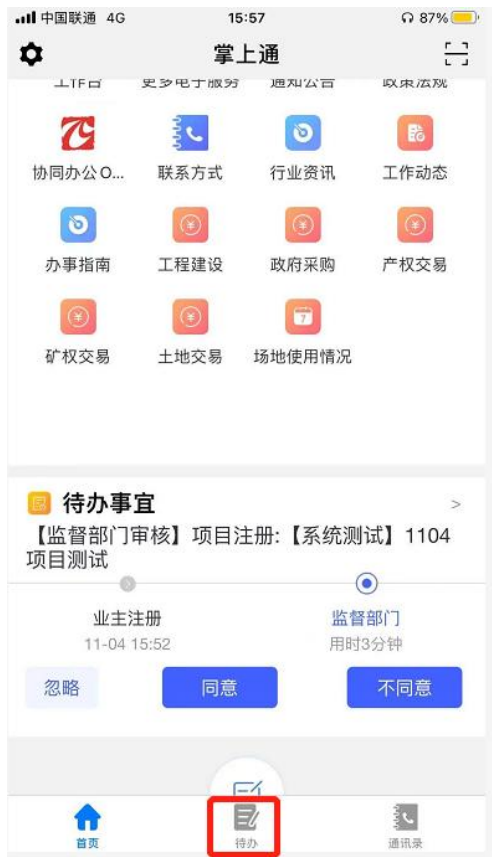 中国联通 4G 15:57 87%
掌上通
工作台 更多电子服务 通知公告 政策法规
协同办公O... 联系方式 行业资讯 工作动态
办事指南 工程建设 政府采购 产权交易
7
矿权交易 土地交易 场地使用情况
待办事宜 >
【监督部门审核】项目注册:【系统测试】1104
项目测试
业主注册 监督部门
11-04 15:52 用时3分钟
忽略 同意 不同意
首页 待办 通讯录